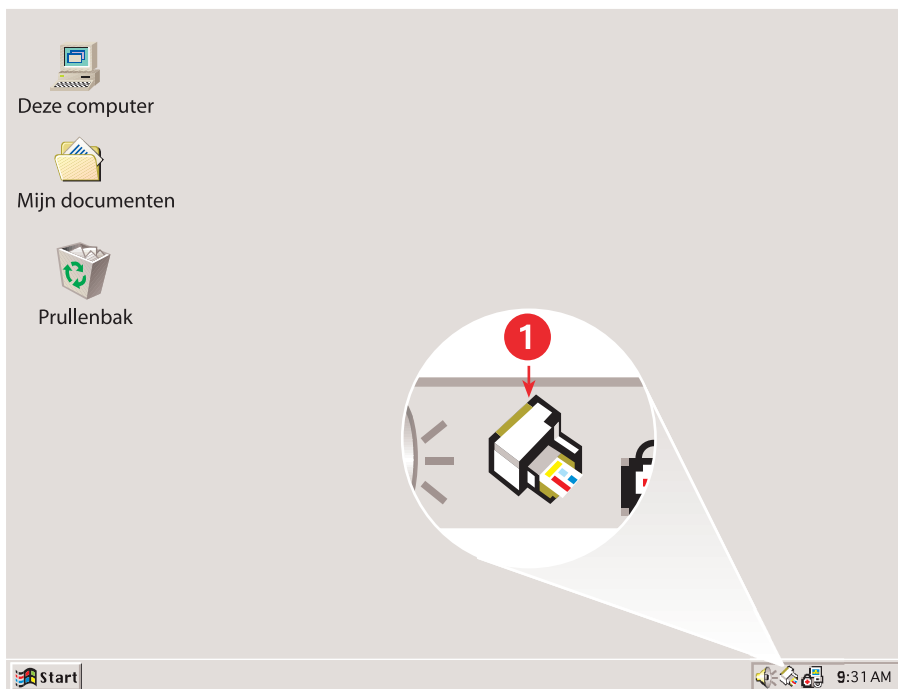 Deze computer
Mijn documenten
Prullenbak
1
Start
9:31 AM